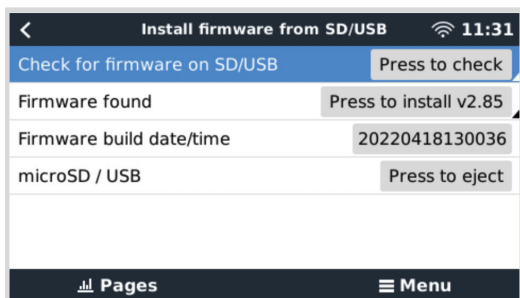 Install firmware from SD/USB 11:31
Check for firmware on SD/USB Press to check
Firmware found Press to install v2.85
Firmware build date/time 20220418130036
microSD / USB Press to eject
Pages Menu